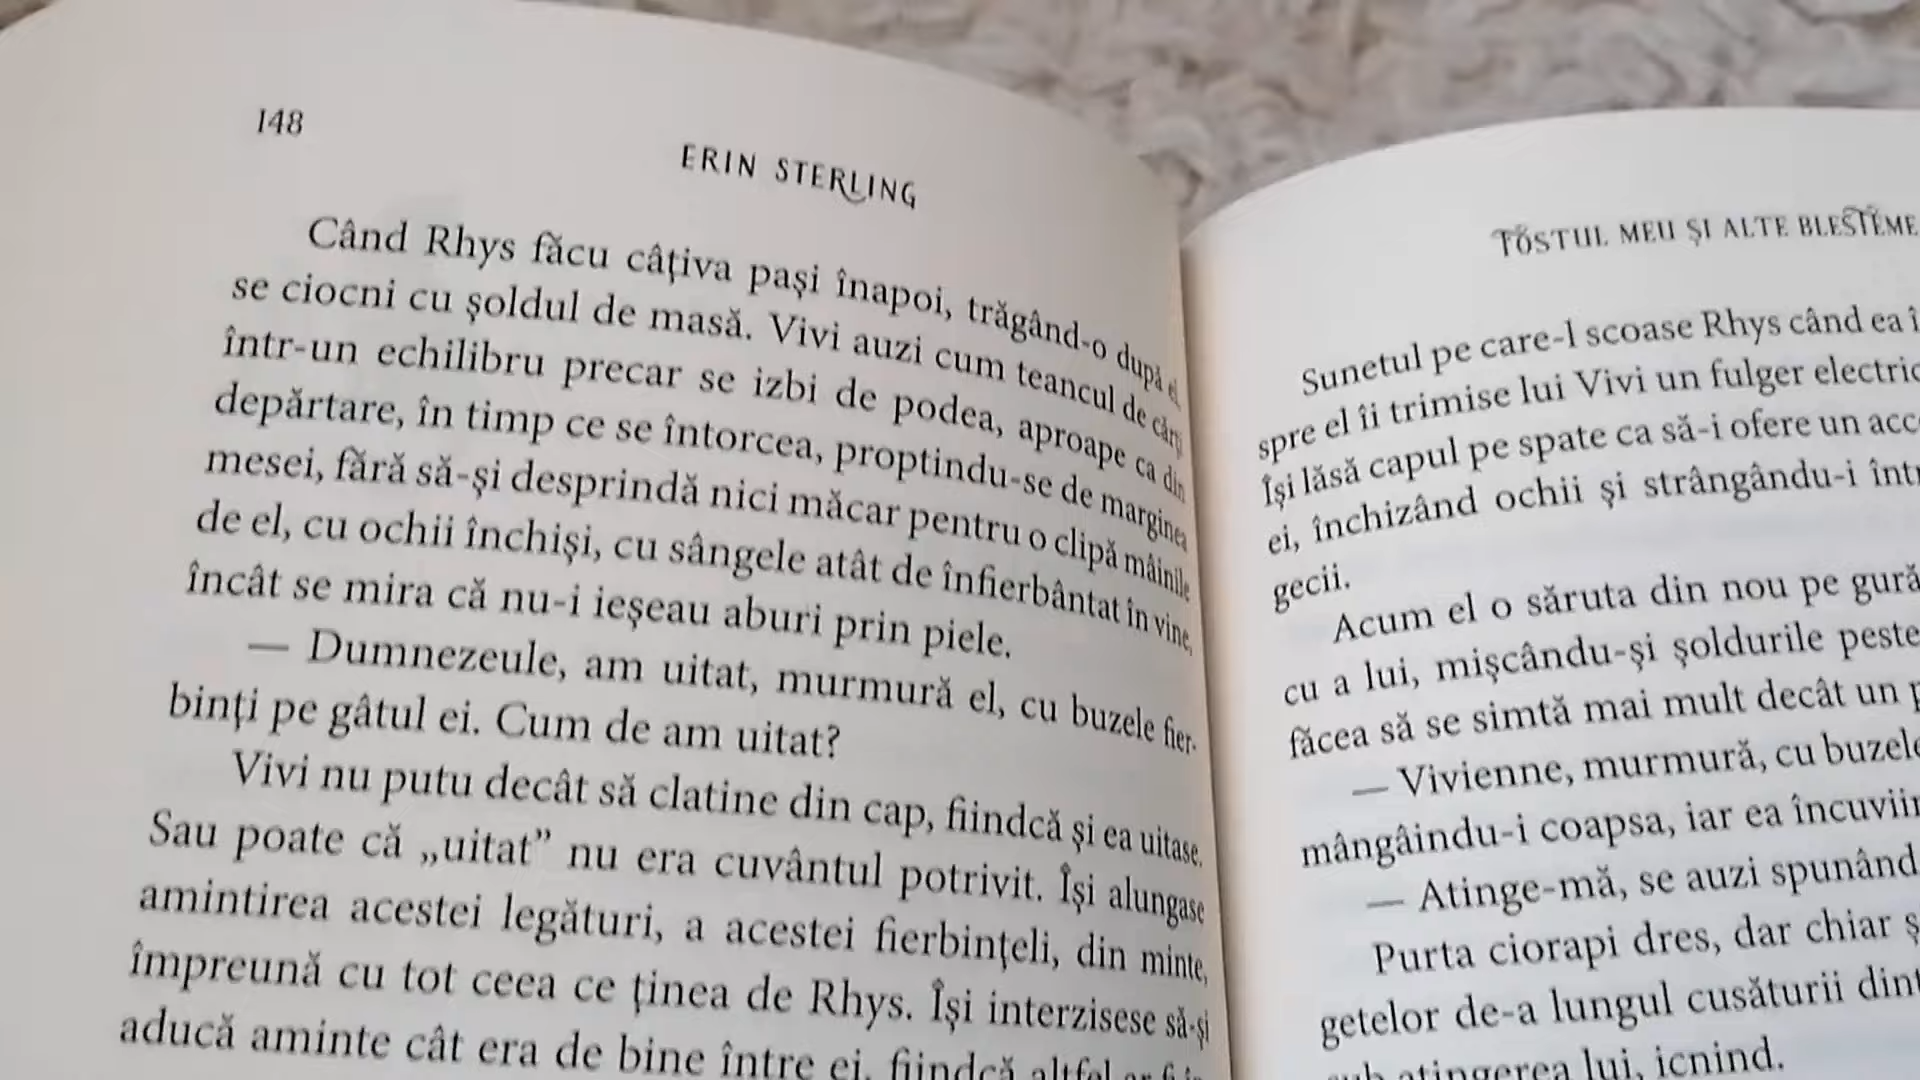 148
ERIN STERLING
Când Rhys făcu câțiva pași înapoi, trăgând-o după el,
se ciocni cu șoldul de masă. Vivi auzi cum teancul de cărți
într-un echilibru precar se izbi de podea, aproape ca din
depărtare, în timp ce se întorcea, proptindu-se de marginea
mesei, fără să-și desprindă nici măcar pentru o clipă mâinile
de el, cu ochii închiși, cu sângele atât de înfierbântat în vine,
încât se mira că nu-i ieșeau aburi prin piele.
— Dumnezeule, am uitat, murmură el, cu buzele fier-
binți pe gâtul ei. Cum de am uitat?
Vivi nu putu decât să clatine din cap, fiindcă și ea uitase.
Sau poate că „uitat” nu era cuvântul potrivit. Își alungase
amintirea acestei legături, a acestei fierbințeli, din minte,
împreună cu tot ceea ce ținea de Rhys. Își interzisese să-și
aducă aminte cât era de bine între ei, fiindcă altfel ar fi
FOSTUL MEU ȘI ALTE BLESTEME
Sunetul pe care-l scoase Rhys când ea
spre el îi trimise lui Vivi un fulger electric
Își lăsă capul pe spate ca să-i ofere un
ei, închizând ochii și strângându-i
gecii.
Acum el o săruta din nou pe gură
cu a lui, mișcându-și șoldurile peste
făcea să se simtă mai mult decât un
— Vivienne, murmură, cu buzele
mângâindu-i coapsa, iar ea
— Atinge-mă, se auzi spunând
Purta ciorapi dres, dar chiar
getelor de-a lungul cusăturii
sub atingerea lui, icnind.